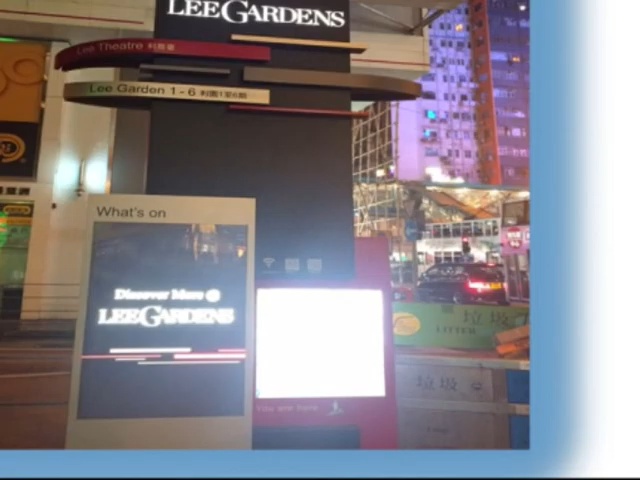 LEE GARDENS
Lee Theatre 利舞臺
Lee Garden 1 - 6 利園1至6期
What's on
Discover More @
LEE GARDENS
You are here
垃圾
LITTER
垃圾